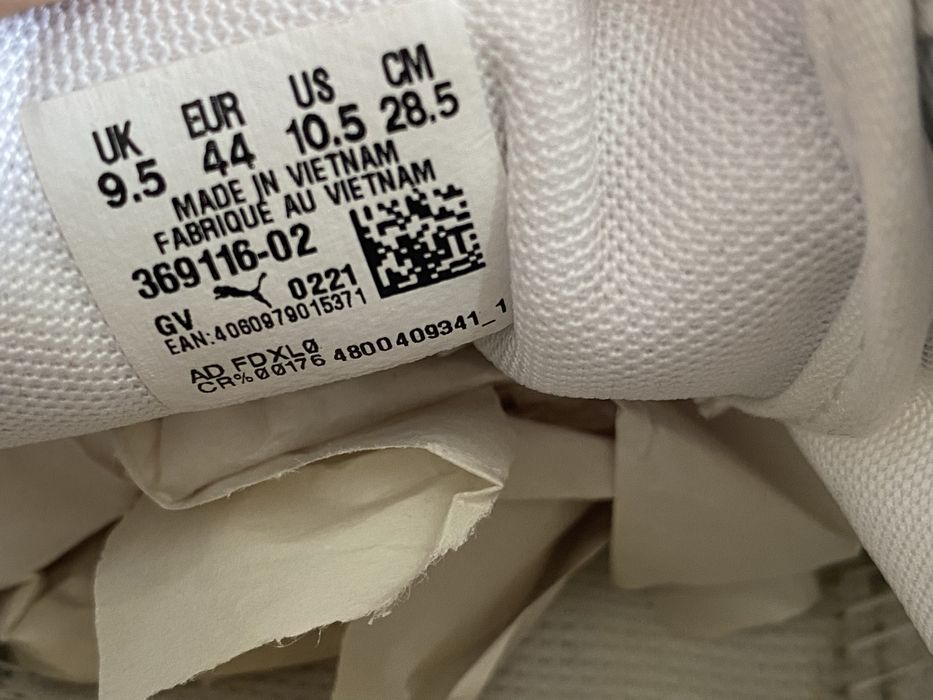 UK EUR US CM
9.5 44 10.5 28.5
MADE IN VIETNAM
FABRIQUE AU VIETNAM
369116-02
0221
GV
EAN:4060979015371
AD FDXL0
CR%00176 4800409341_1